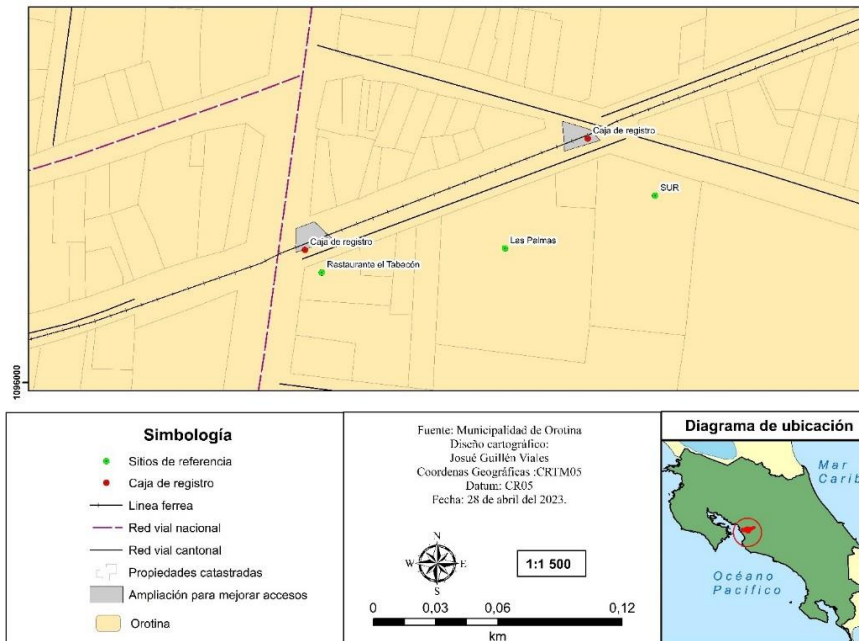 Caja de registro
SUR
Caja de registro
Las Palmas
Restaurante el Tabacón
1096000
Simbología
Sitios de referencia
Caja de registro
Linea ferrea
Red vial nacional
Red vial cantonal
Propiedades catastradas
Ampliación para mejorar accesos
Orotina
Fuente: Municipalidad de Orotina
Diseño cartográfico:
Josué Guillén Viales
Coordenas Geográficas :CRTM05
Datum: CR05
Fecha: 28 de abril del 2023.
N
W E
S
1:1 500
0 0,03 0,06 0,12
km
Diagrama de ubicación
Mar
Carib
Océano
Pacífico